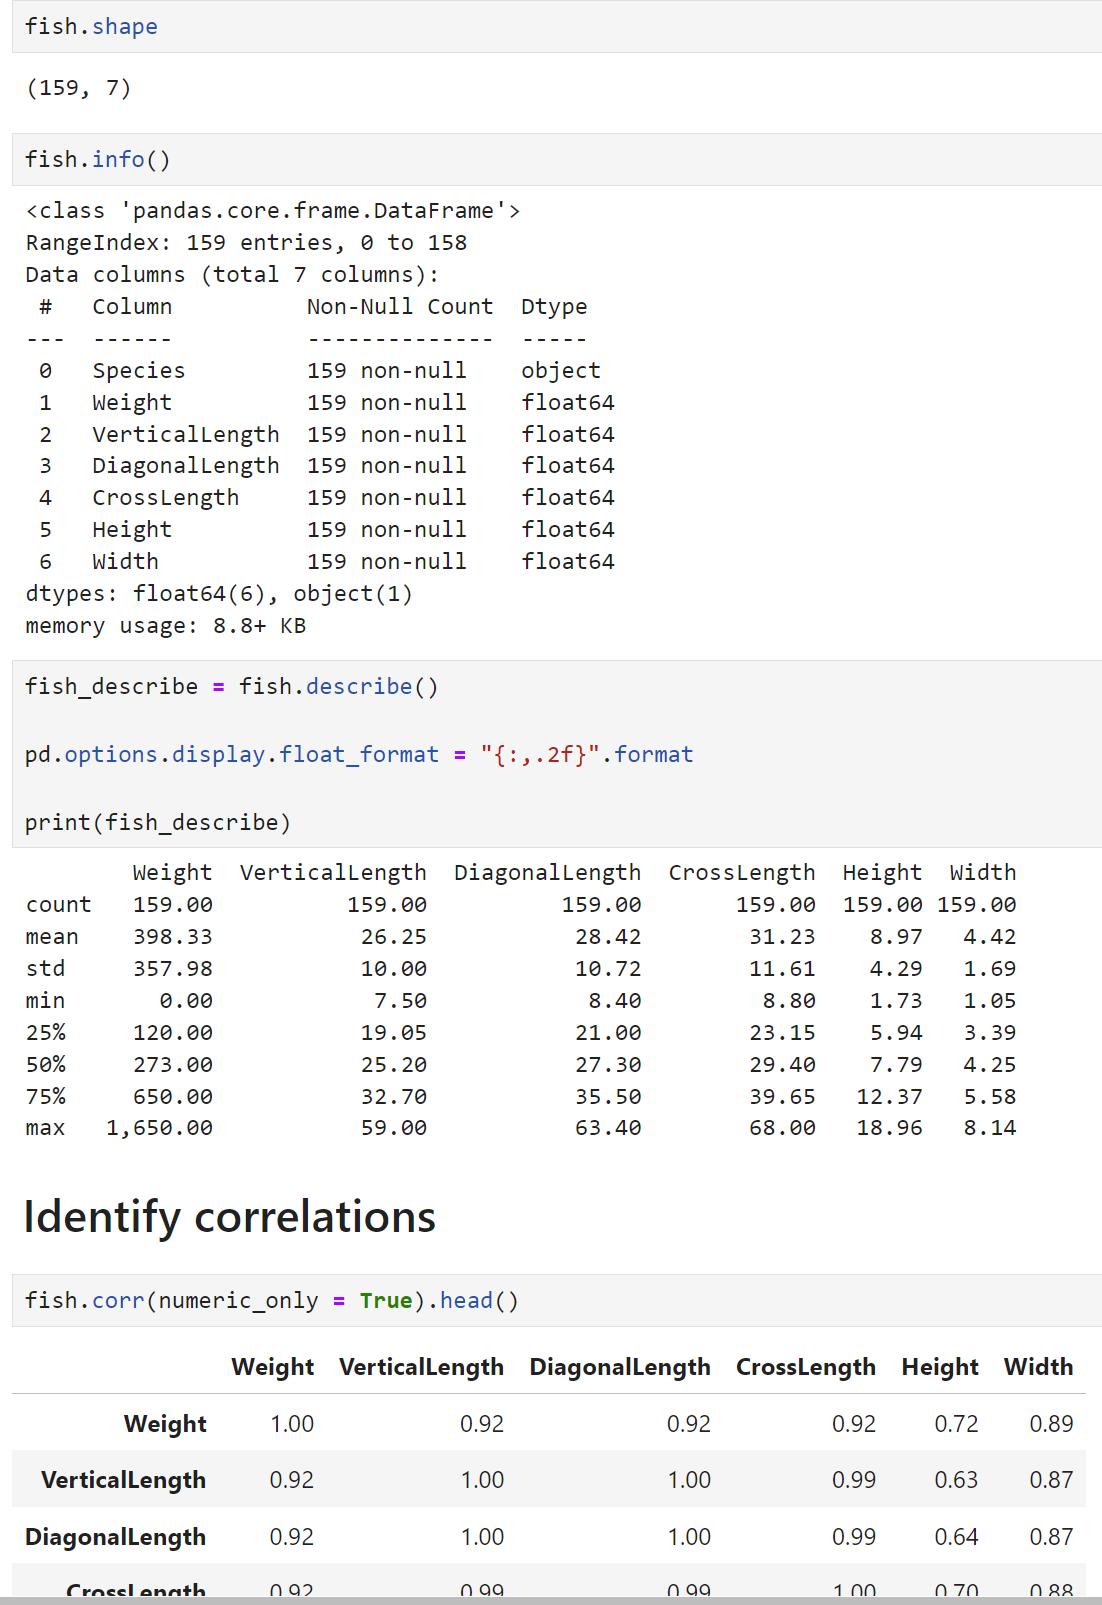 fish.shape
(159, 7)
fish.info()
<class 'pandas.core.frame.DataFrame'>
RangeIndex: 159 entries, 0 to 158
Data columns (total 7 columns):
 #   Column          Non-Null Count  Dtype
---  ------          --------------  -----
 0   Species         159 non-null    object
 1   Weight          159 non-null    float64
 2   VerticalLength  159 non-null    float64
 3   DiagonalLength  159 non-null    float64
 4   CrossLength     159 non-null    float64
 5   Height          159 non-null    float64
 6   Width           159 non-null    float64
dtypes: float64(6), object(1)
memory usage: 8.8+ KB
fish_describe = fish.describe()
pd.options.display.float_format = "{:,.2f}".format
print(fish_describe)
        Weight  VerticalLength  DiagonalLength  CrossLength  Height  Width
count   159.00          159.00          159.00       159.00  159.00 159.00
mean    398.33           26.25           28.42        31.23    8.97   4.42
std     357.98           10.00           10.72        11.61    4.29   1.69
min       0.00            7.50            8.40         8.80    1.73   1.05
25%     120.00           19.05           21.00        23.15    5.94   3.39
50%     273.00           25.20           27.30        29.40    7.79   4.25
75%     650.00           32.70           35.50        39.65   12.37   5.58
max   1,650.00           59.00           63.40        68.00   18.96   8.14
Identify correlations
fish.corr(numeric_only = True).head()
Weight VerticalLength DiagonalLength CrossLength Height Width
Weight 1.00 0.92 0.92 0.92 0.72 0.89
VerticalLength 0.92 1.00 1.00 0.99 0.63 0.87
DiagonalLength 0.92 1.00 1.00 0.99 0.64 0.87
CrossLength 0.92 0.99 0.99 1.00 0.70 0.88